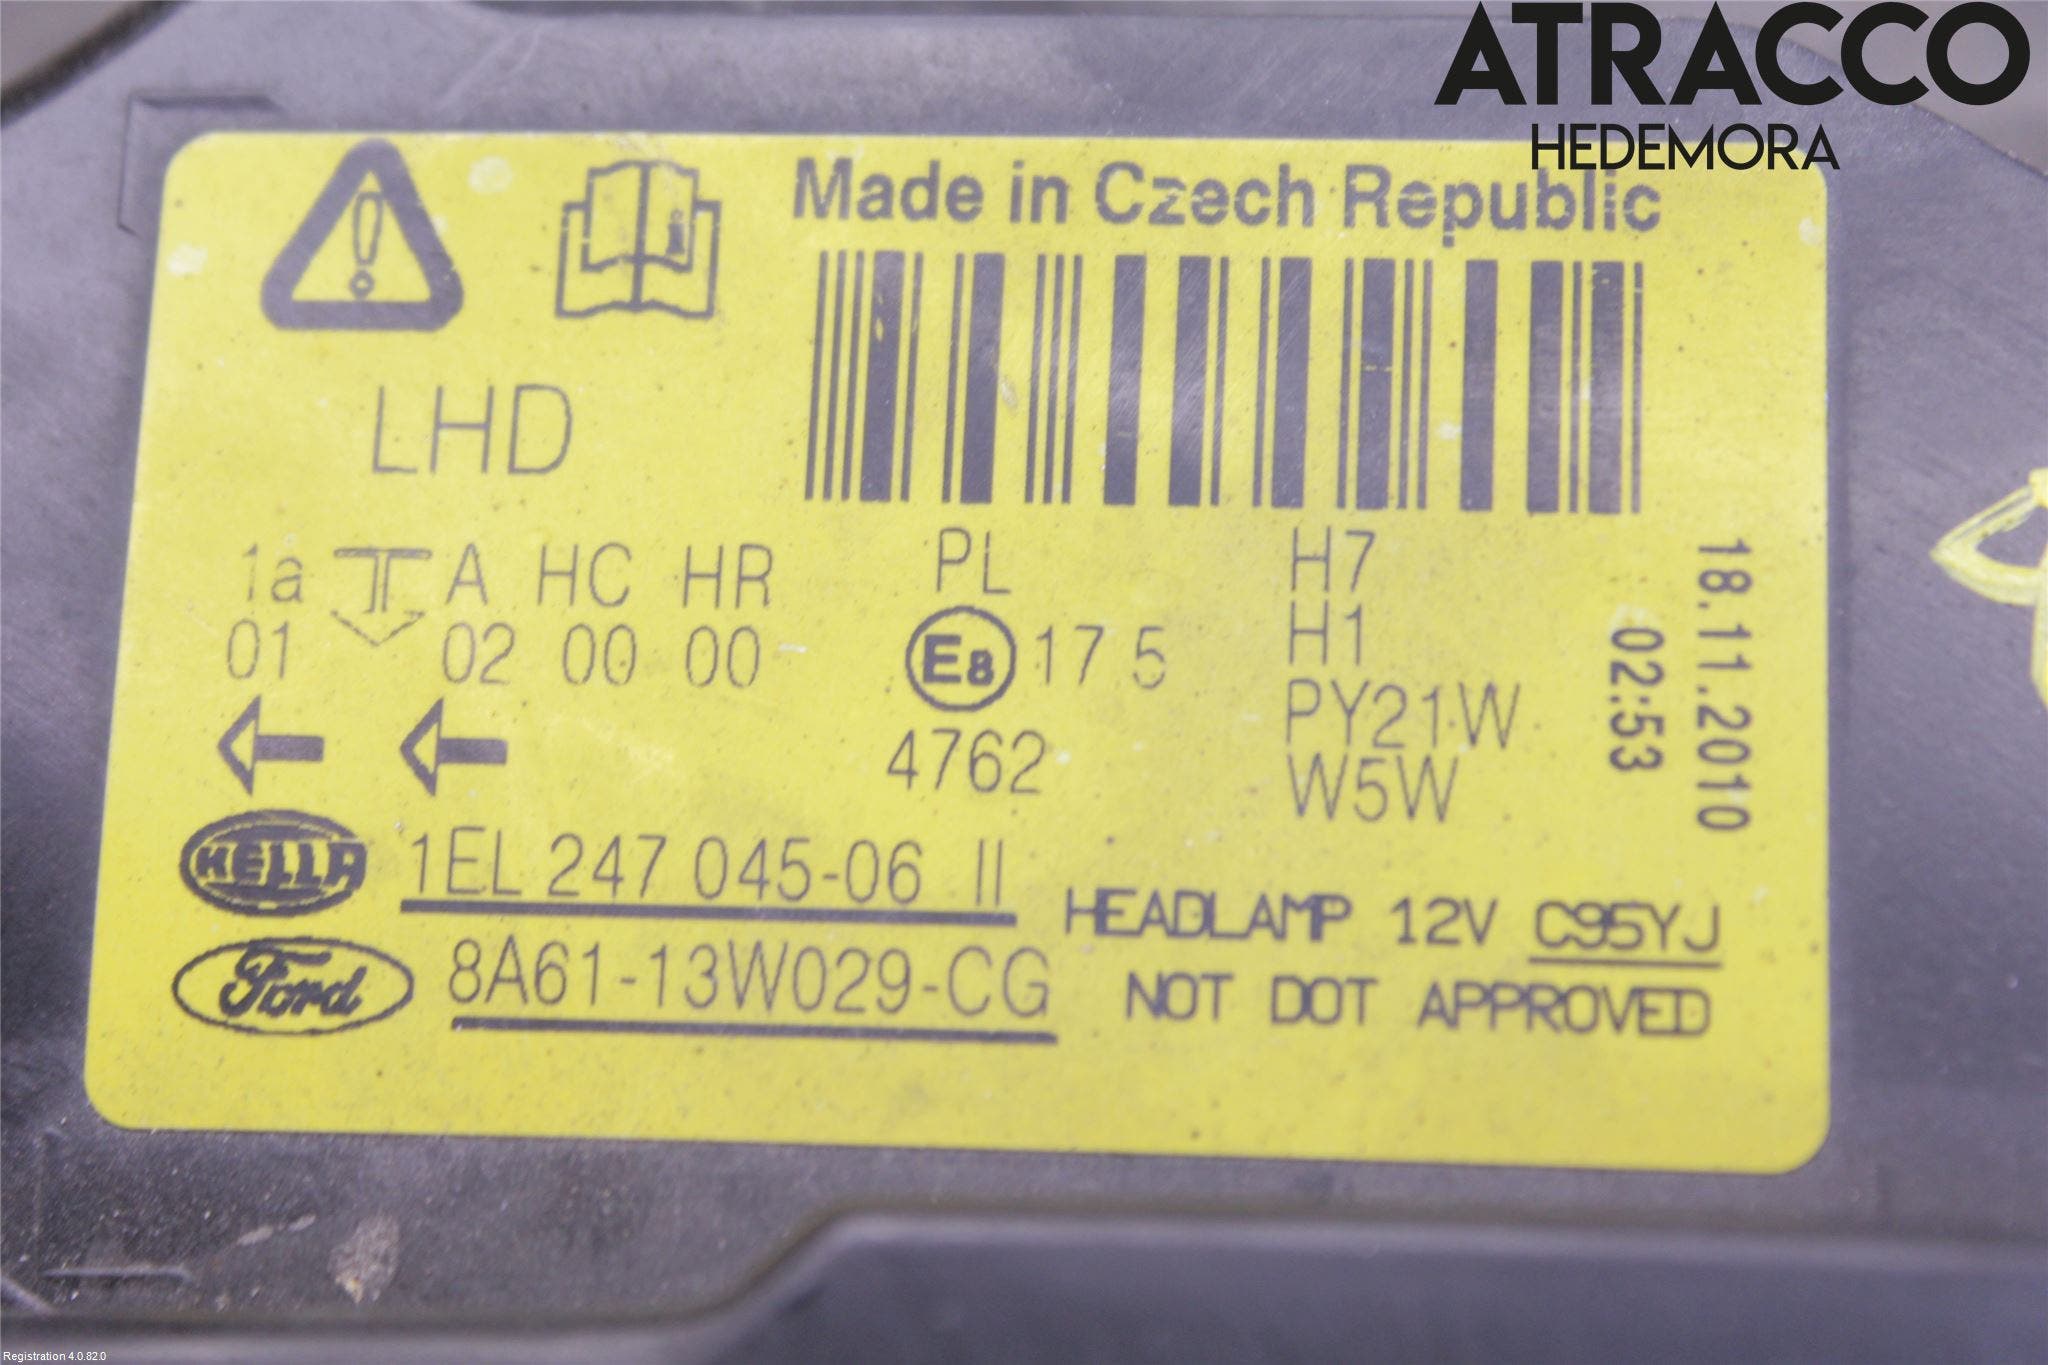 ATRACCO
HEDEMORA
Made in Czech Republic
LHD
1a A HC HR PL H7
01 02 00 00 E8 17 5 H1
PY21W
4762 W5W
18.11.2010
02:53
HELLA 1EL 247 045-06 II
HEADLAMP 12V C95YJ
Ford 8A61-13W029-CG
NOT DOT APPROVED
Registration 4.0.82.0